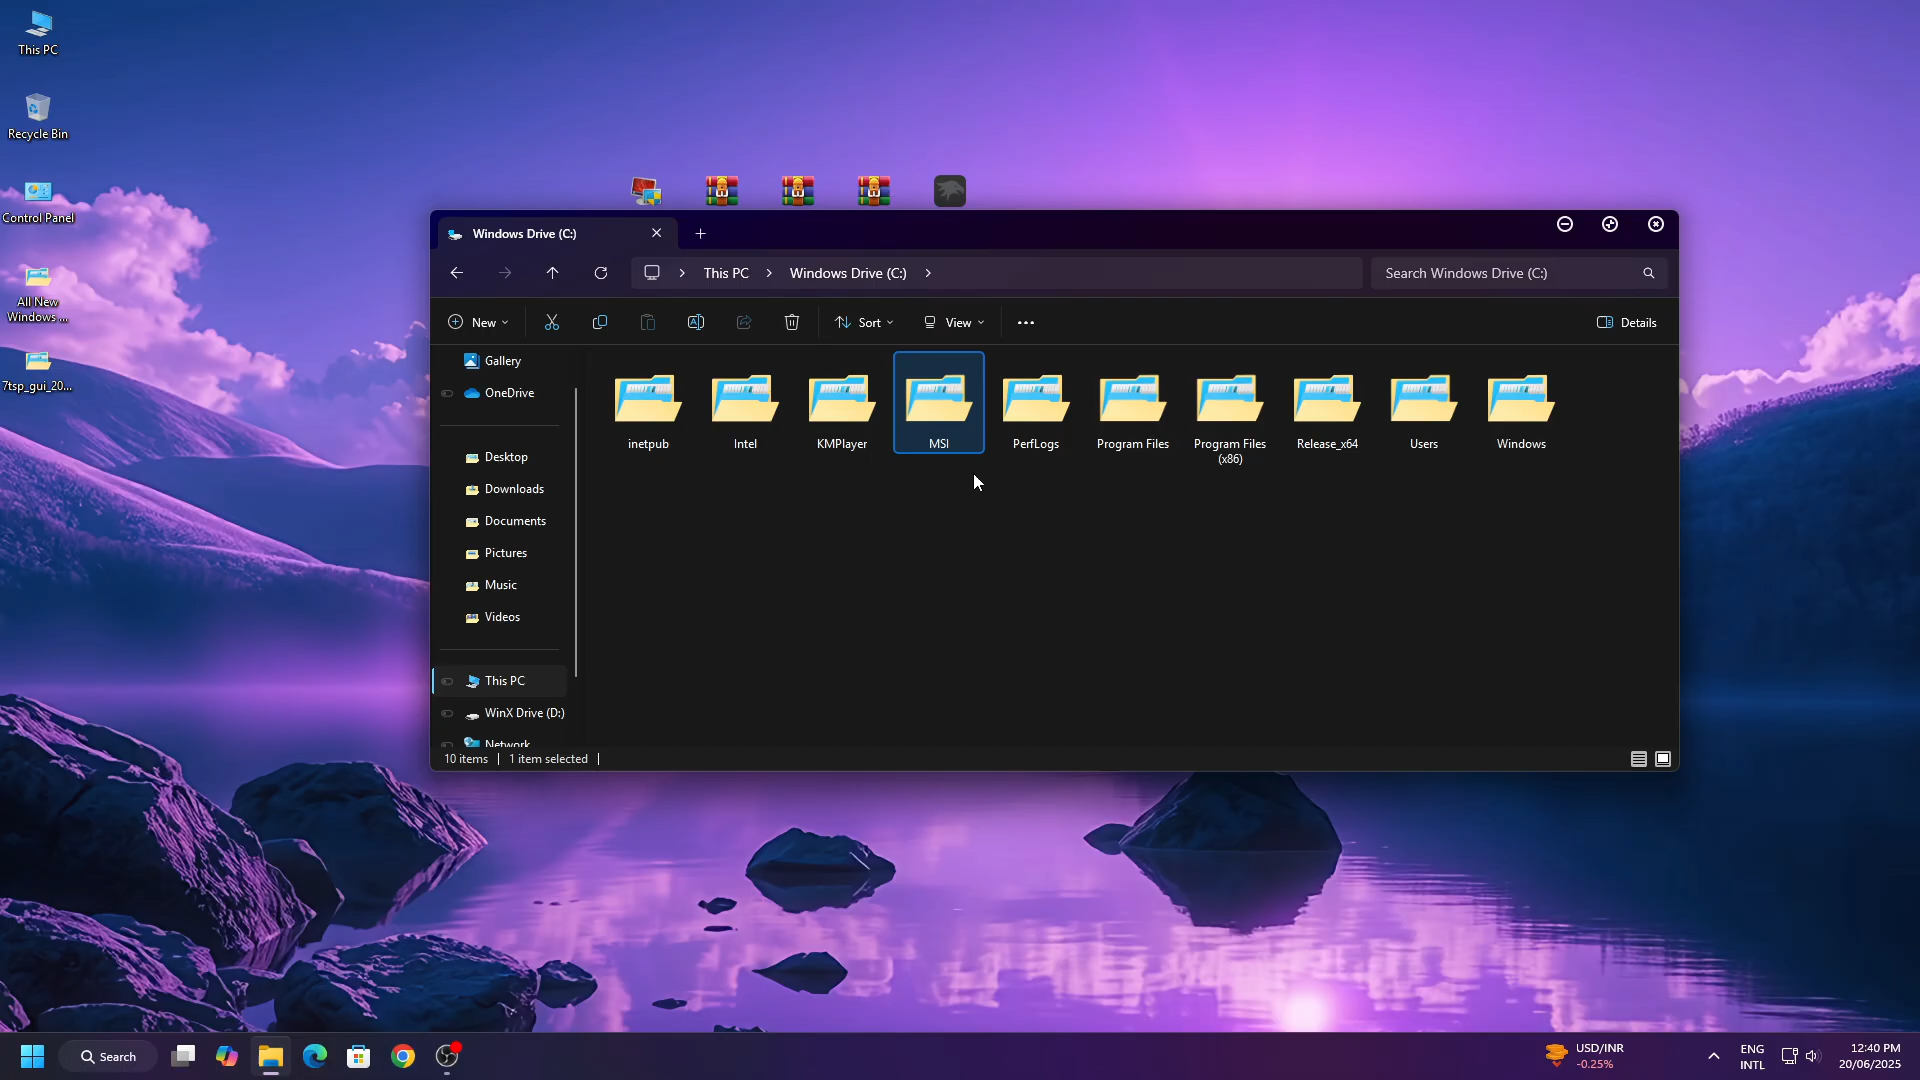 This PC
Recycle Bin
Control Panel
All New
Windows ...
7tsp_gui_20...
Windows Drive (C:)
This PC
Windows Drive (C:)
Search Windows Drive (C:)
New
Sort
View
Details
Gallery
OneDrive
Desktop
Downloads
Documents
Pictures
Music
Videos
This PC
WinX Drive (D:)
Network
inetpub
Intel
KMPlayer
MSI
PerfLogs
Program Files
Program Files
(x86)
Release_x64
Users
Windows
10 items
1 item selected
Search
USD/INR
-0.25%
ENG
INTL
12:40 PM
20/06/2025